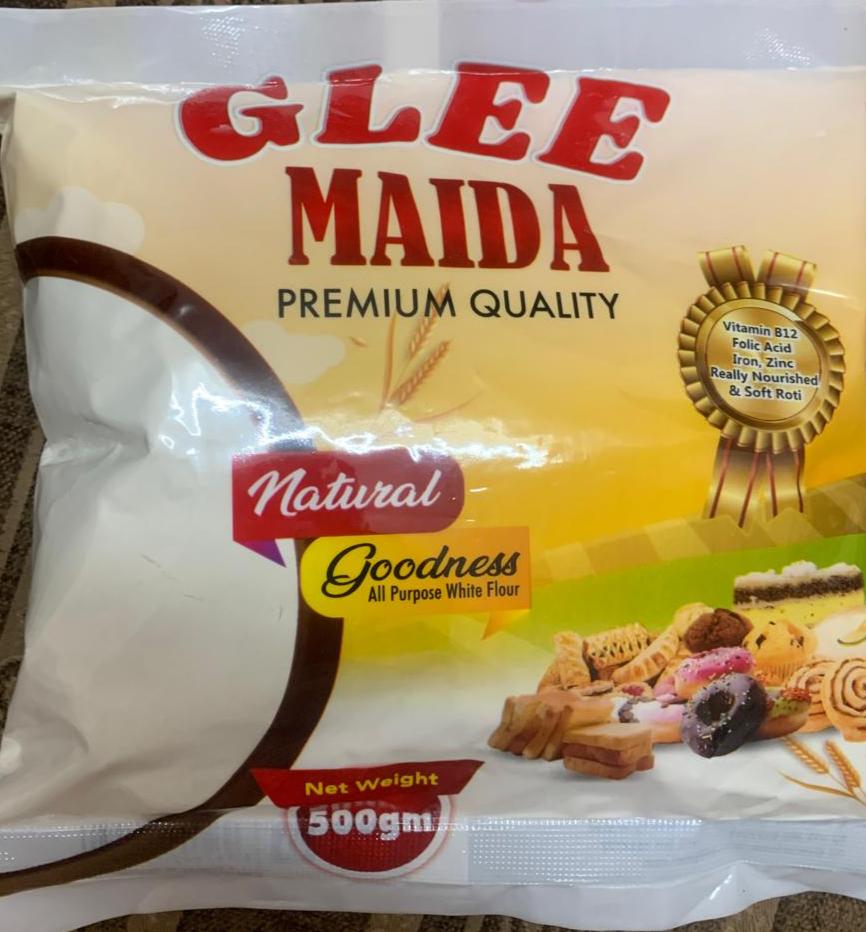 GLEE
MAIDA
PREMIUM QUALITY
Vitamin B12
Folic Acid
Iron, Zinc
Really Nourished
& Soft Roti
Natural
Goodness
All Purpose White Flour
Net Weight
500gm